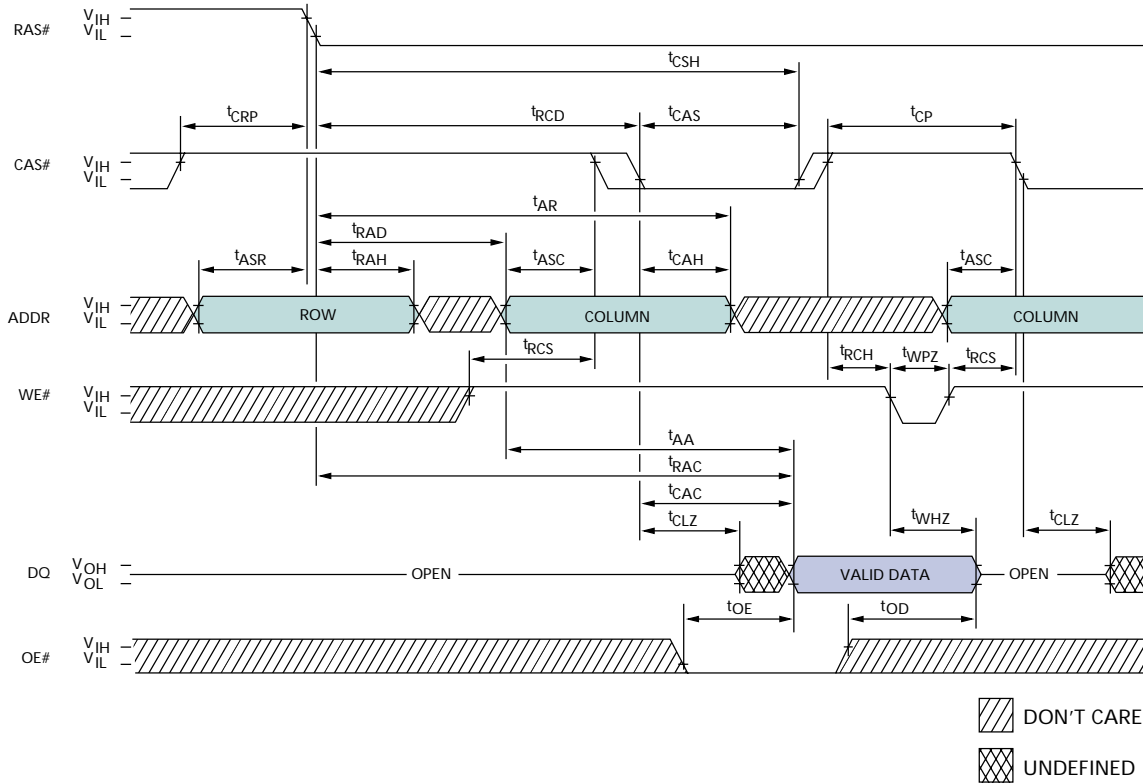 RAS# VIH
VIL
tCSH
tCRP tRCD tCAS tCP
CAS# VIH
VIL
tAR
tRAD
tASR tRAH tASC tCAH tASC
ADDR VIH
VIL
ROW COLUMN COLUMN
tRCS tRCH tWPZ tRCS
WE# VIH
VIL
tAA
tRAC
tCAC
tCLZ tWHZ tCLZ
DQ VOH
VOL
OPEN VALID DATA OPEN
tOE tOD
OE# VIH
VIL
DON'T CARE
UNDEFINED